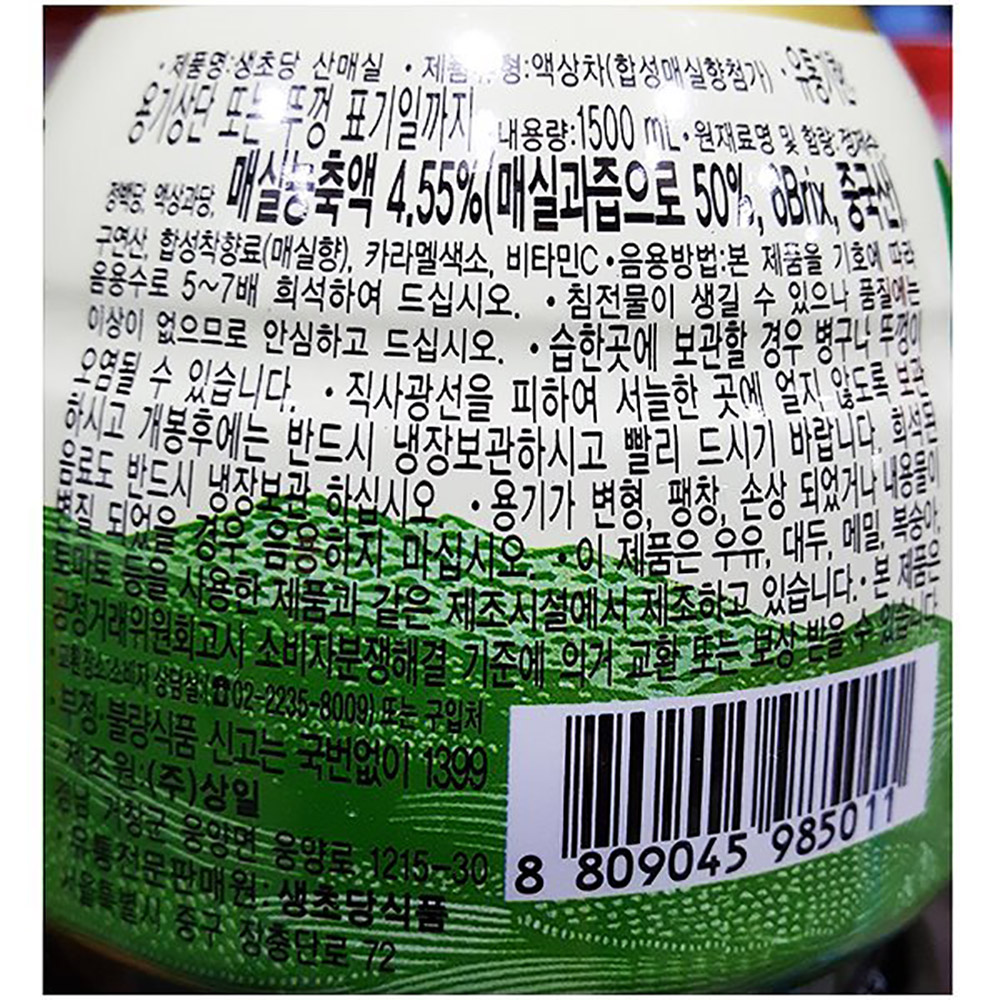 ·제품명:생초당 산매실 ·제품유형:액상차(합성매실향첨가) ·유통기한:
용기상단 또는 뚜껑 표기일까지 ·내용량:1500 mL·원재료명 및 함량:정제수,
정백당, 액상과당, 매실농축액 4.55%(매실과즙으로 50%, 8Brix, 중국산),
구연산, 합성착향료(매실향), 카라멜색소, 비타민C·음용방법:본 제품을 기호에 따라
음용수로 5~7배 희석하여 드십시오. ·침전물이 생길 수 있으나 품질에는
이상이 없으므로 안심하고 드십시오. ·습한곳에 보관할 경우 병구나 뚜껑이
오염될 수 있습니다. ·직사광선을 피하여 서늘한 곳에 얼지 않도록 보관
하시고 개봉후에는 반드시 냉장보관하시고 빨리 드시기 바랍니다. 희석된
음료도 반드시 냉장보관 하십시오 ·용기가 변형, 팽창, 손상 되었거나 내용물이
변질 되었을 경우 음용하지 마십시오. ·이 제품은 우유, 대두, 메밀, 복숭아,
토마토 등을 사용한 제품과 같은 제조시설에서 제조하고 있습니다.·본 제품은
공정거래위원회고시 소비자분쟁해결 기준에 의거 교환 또는 보상 받을 수 있습니다
·교환장소:소비자 상담실(☎02-2235-8009) 또는 구입처
·부정·불량식품 신고는 국번없이 1399
·제조원:(주)상일
경남 거창군 웅양면 웅양로 1215-30
·유통전문판매원: 생초당식품
서울특별시 중구 장충단로 72
8 809045 985011